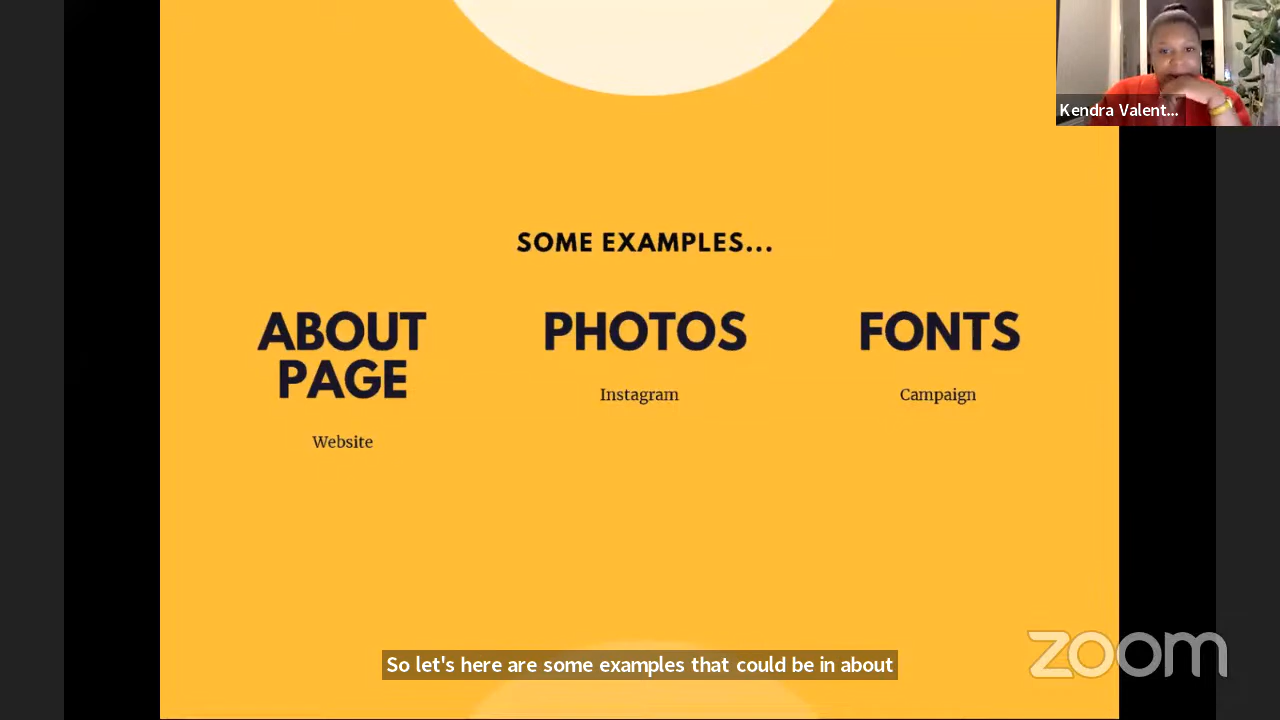 Kendra Valent...
SOME EXAMPLES...
ABOUT
PAGE
Website
PHOTOS
Instagram
FONTS
Campaign
So let's here are some examples that could be in about
zoom